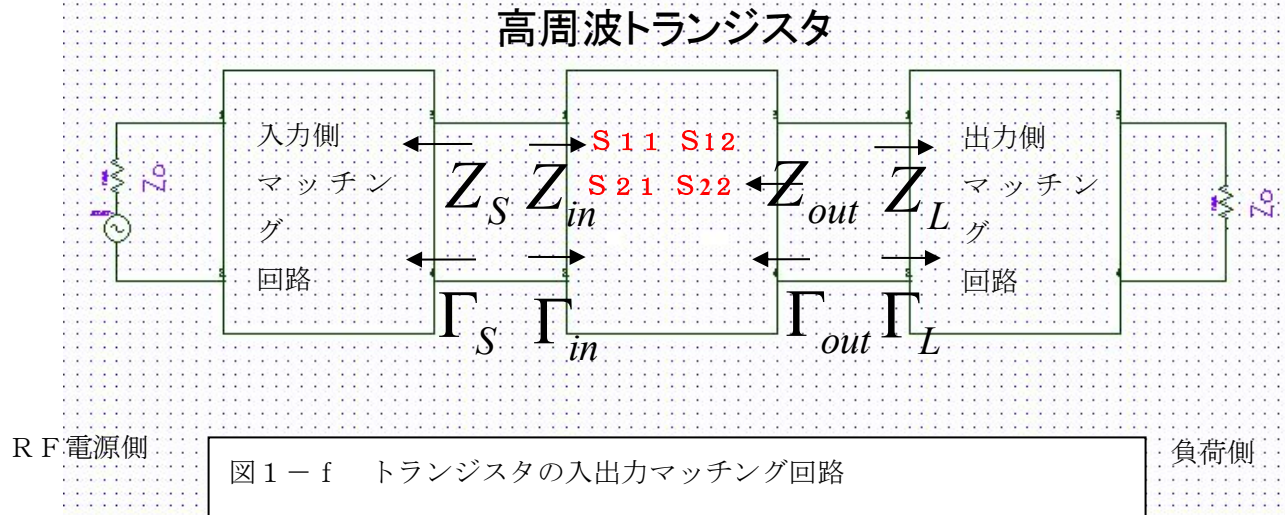 高周波トランジスタ
入力側
マッチン
グ
回路
S11 S12
S21 S22
出力側
マッチン
グ
回路
Zo
Z_S Z_in Z_out Z_L
Zo
Γ_S Γ_in Γ_out Γ_L
RF電源側
図1-f トランジスタの入出力マッチング回路
負荷側